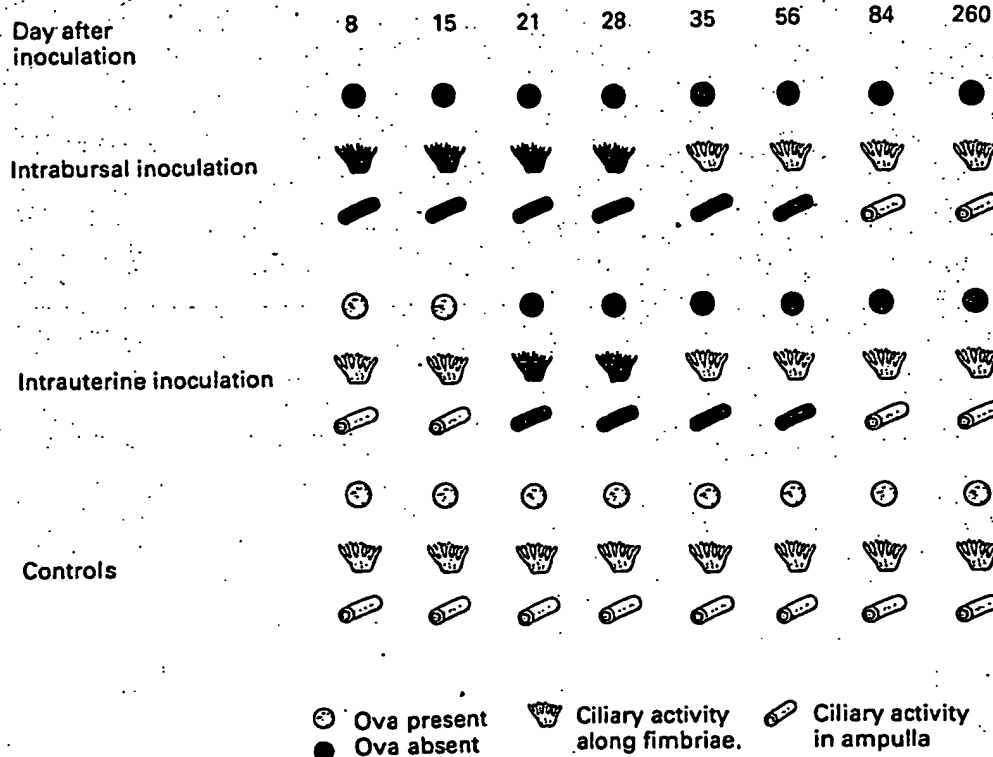 Day after
inoculation
8 15 21 28 35 56 84 260
Intrabursal inoculation
Intrauterine inoculation
Controls
Ova present
Ova absent
Ciliary activity
along fimbriae.
Ciliary activity
in ampulla